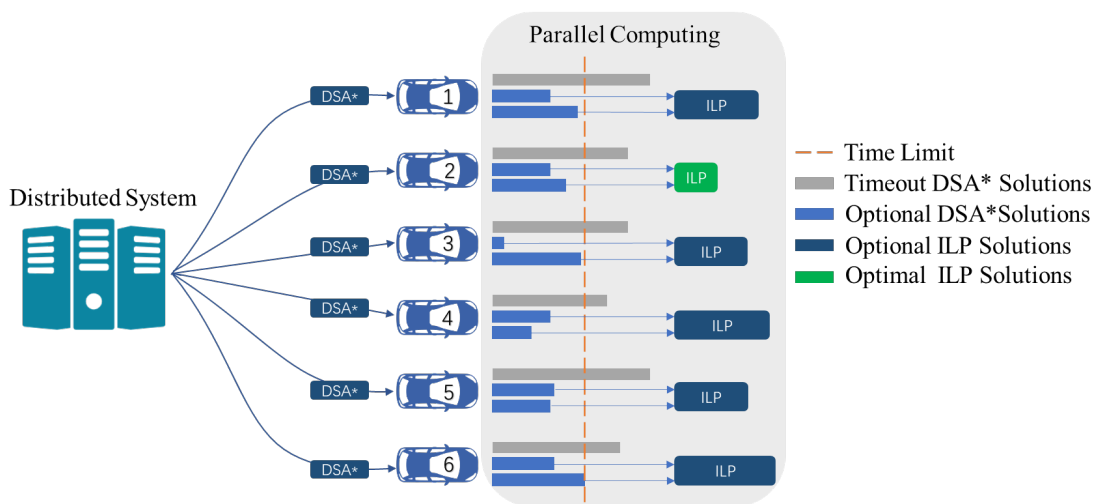 Parallel Computing
DSA*
1
ILP
DSA*
2
ILP
Time Limit
Timeout DSA* Solutions
Distributed System
Optional DSA*Solutions
DSA*
3
ILP
Optional ILP Solutions
Optimal ILP Solutions
DSA*
4
ILP
DSA*
5
ILP
DSA*
6
ILP